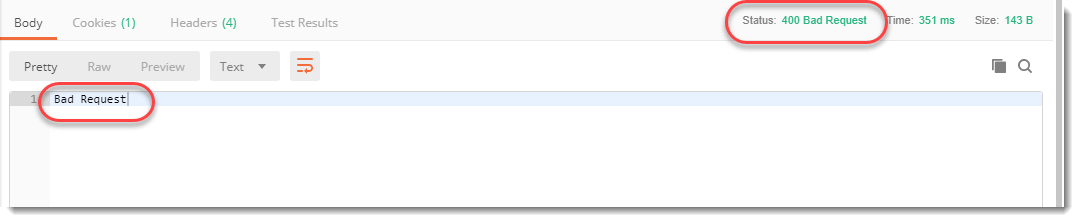 Body Cookies (1) Headers (4) Test Results Status: 400 Bad Request Time: 351 ms Size: 143 B
Pretty Raw Preview Text
1 Bad Request